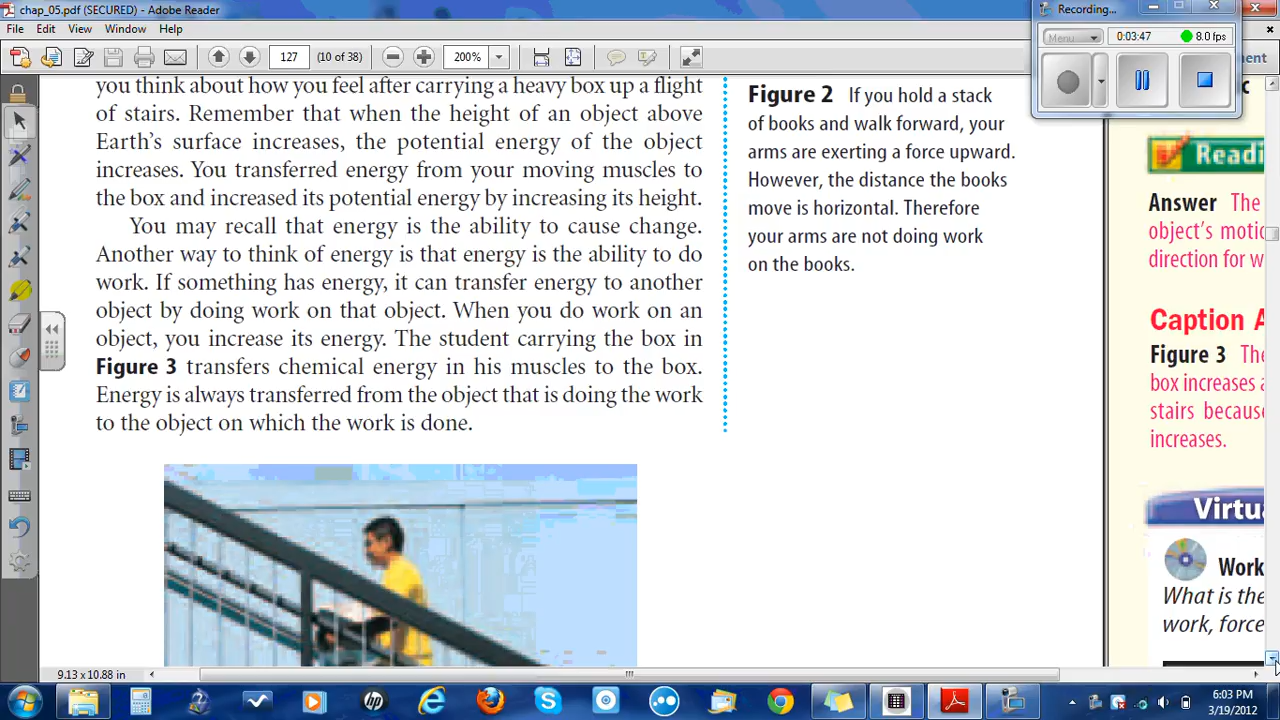 chap_05.pdf (SECURED) - Adobe Reader
File Edit View Window Help
Recording...
Menu
0:03:47
8.0 fps
127
(10 of 38)
200%
you think about how you feel after carrying a heavy box up a flight
of stairs. Remember that when the height of an object above
Earth's surface increases, the potential energy of the object
increases. You transferred energy from your moving muscles to
the box and increased its potential energy by increasing its height.
You may recall that energy is the ability to cause change.
Another way to think of energy is that energy is the ability to do
work. If something has energy, it can transfer energy to another
object by doing work on that object. When you do work on an
object, you increase its energy. The student carrying the box in
Figure 3 transfers chemical energy in his muscles to the box.
Energy is always transferred from the object that is doing the work
to the object on which the work is done.
Figure 2 If you hold a stack
of books and walk forward, your
arms are exerting a force upward.
However, the distance the books
move is horizontal. Therefore
your arms are not doing work
on the books.
Readi
Answer The
object's motio
direction for w
Caption A
Figure 3 The
box increases a
stairs because
increases.
Virtu
Work
What is the
work, force
9.13 x 10.88 in
6:03 PM
3/19/2012